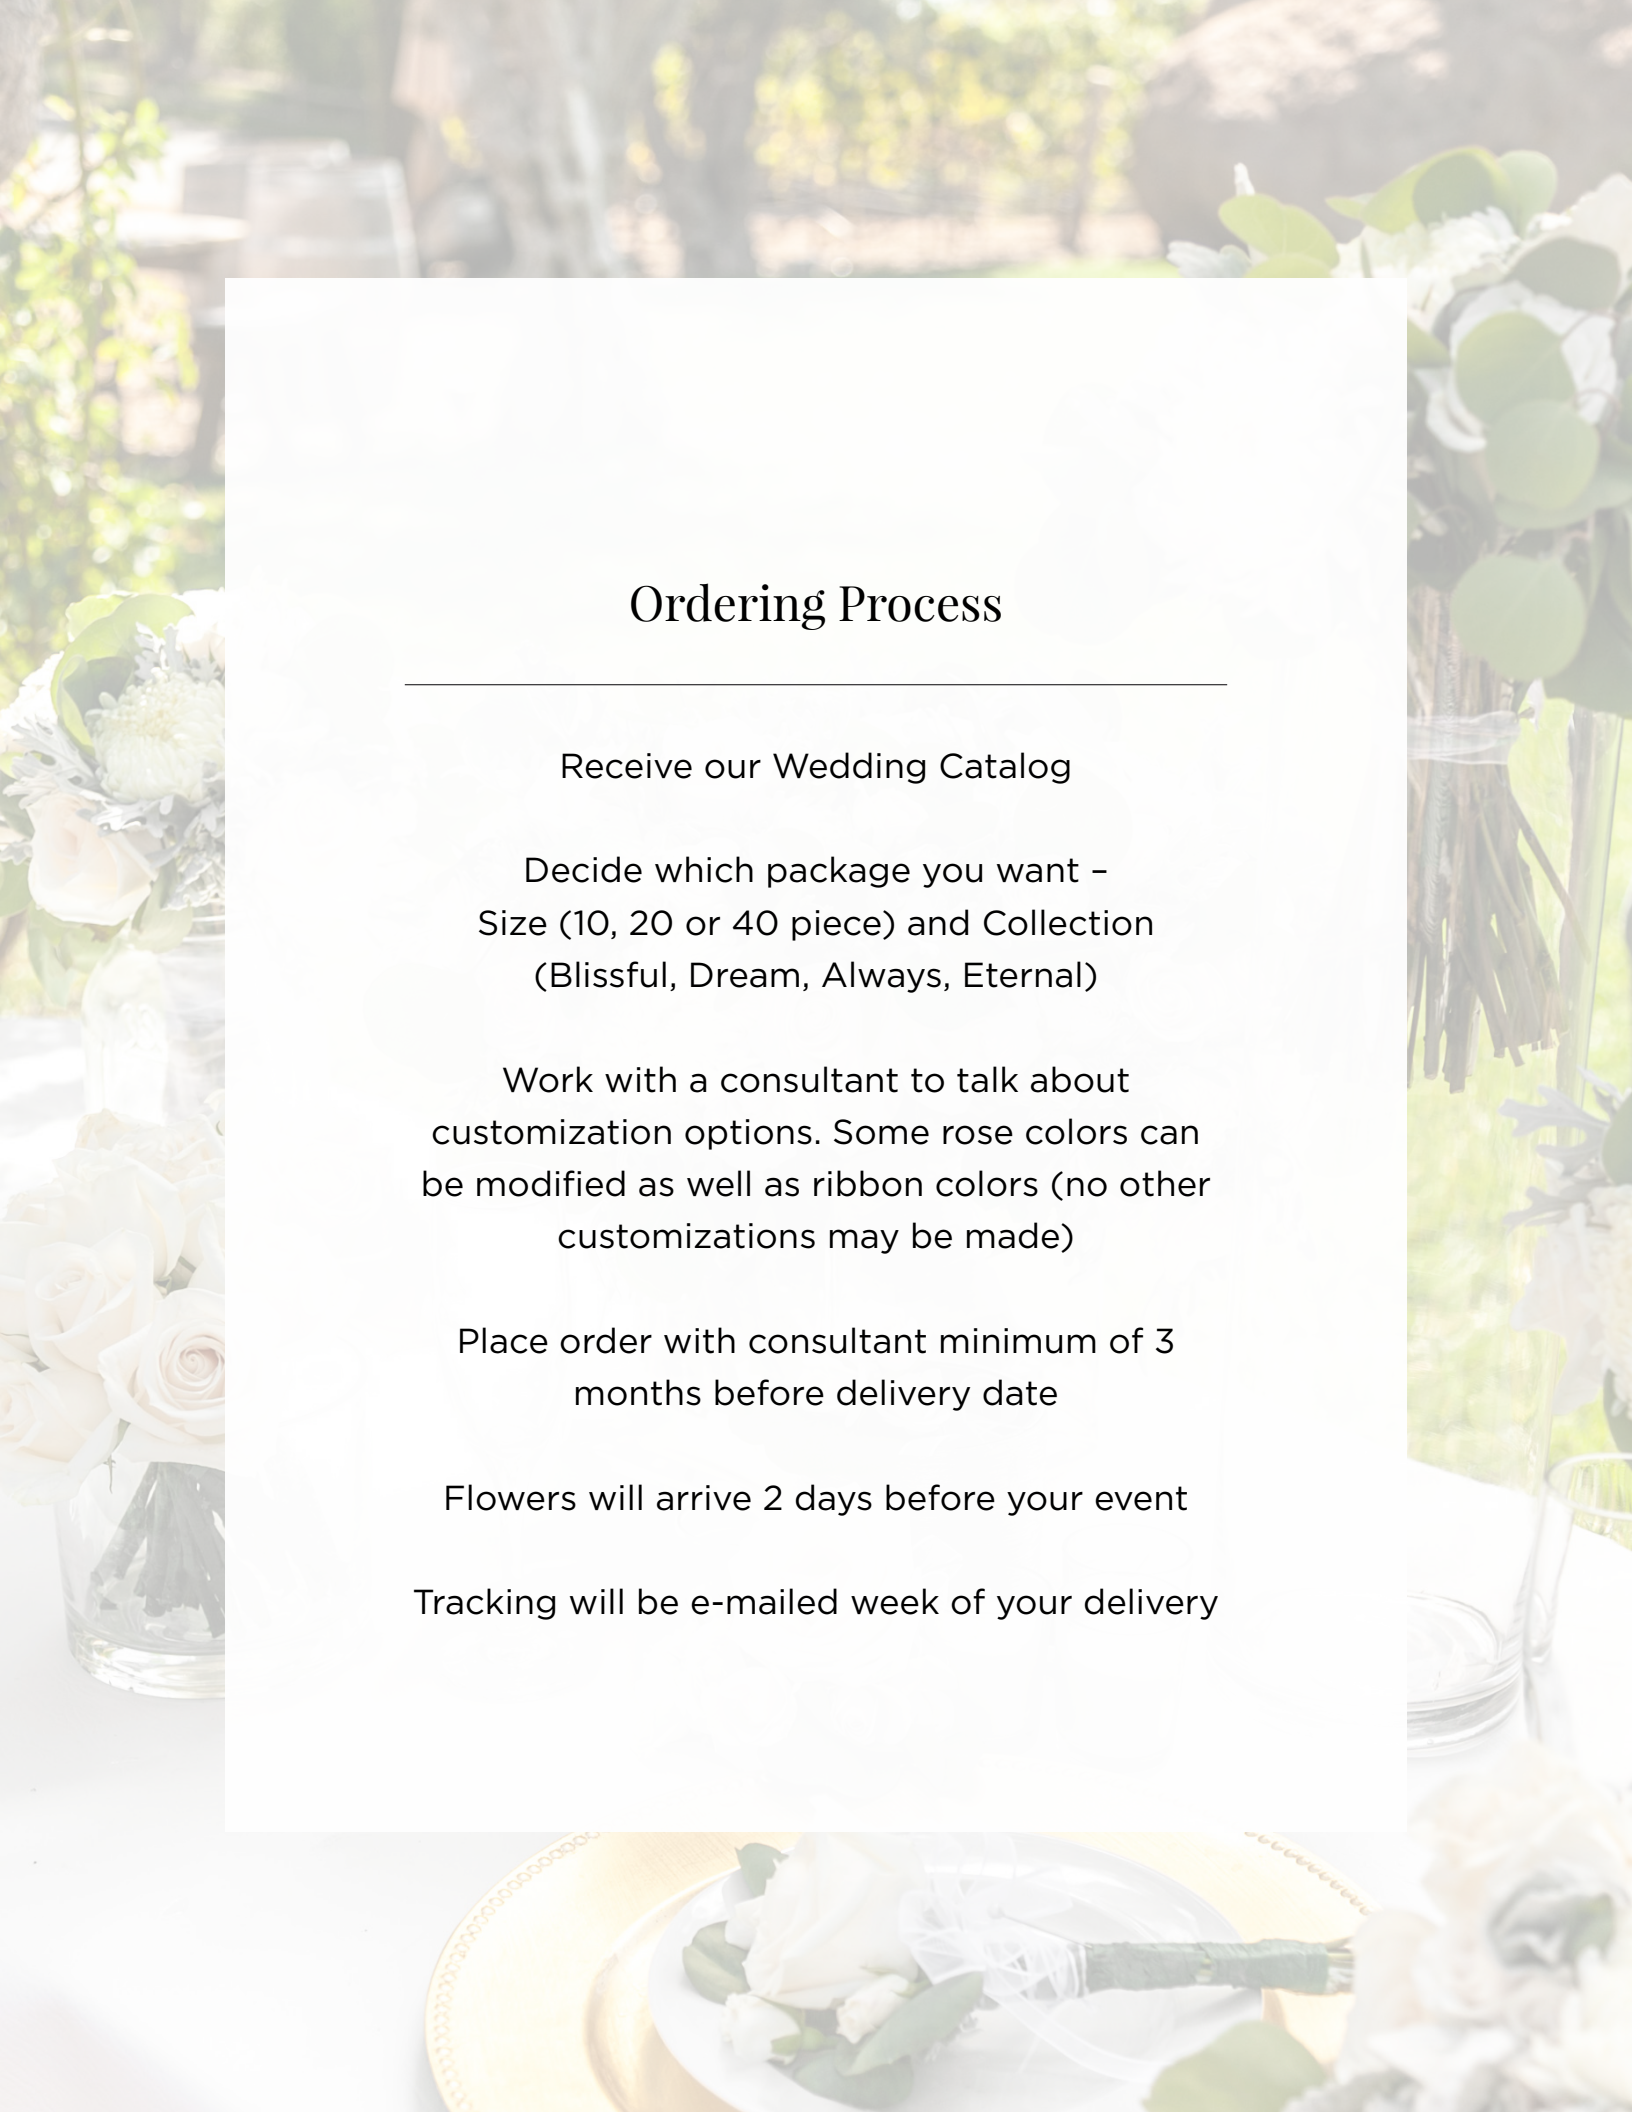 Ordering Process
Receive our Wedding Catalog
Decide which package you want –
Size (10, 20 or 40 piece) and Collection
(Blissful, Dream, Always, Eternal)
Work with a consultant to talk about
customization options. Some rose colors can
be modified as well as ribbon colors (no other
customizations may be made)
Place order with consultant minimum of 3
months before delivery date
Flowers will arrive 2 days before your event
Tracking will be e-mailed week of your delivery